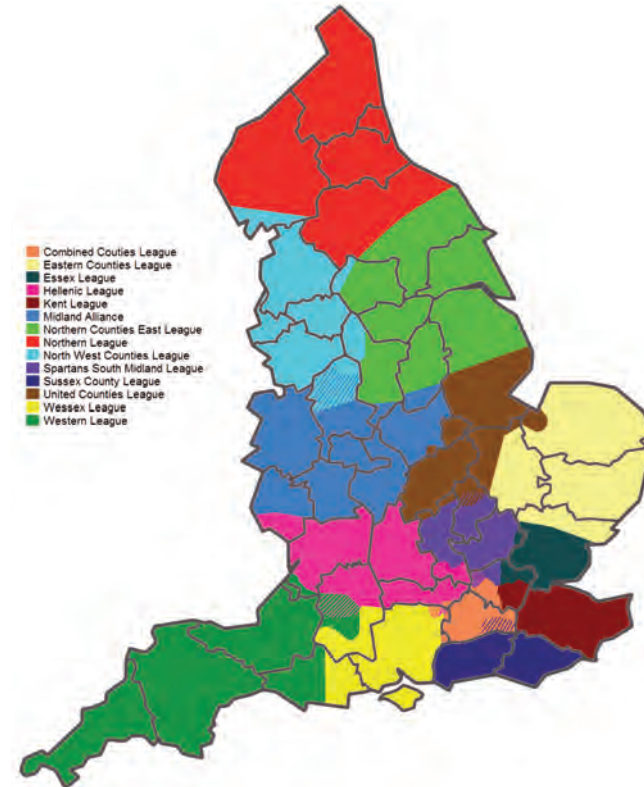 Combined Couties League
Eastern Counties League
Essex League
Hellenic League
Kent League
Midland Alliance
Northern Counties East League
Northern League
North West Counties League
Spartans South Midland League
Sussex County League
United Counties League
Wessex League
Western League